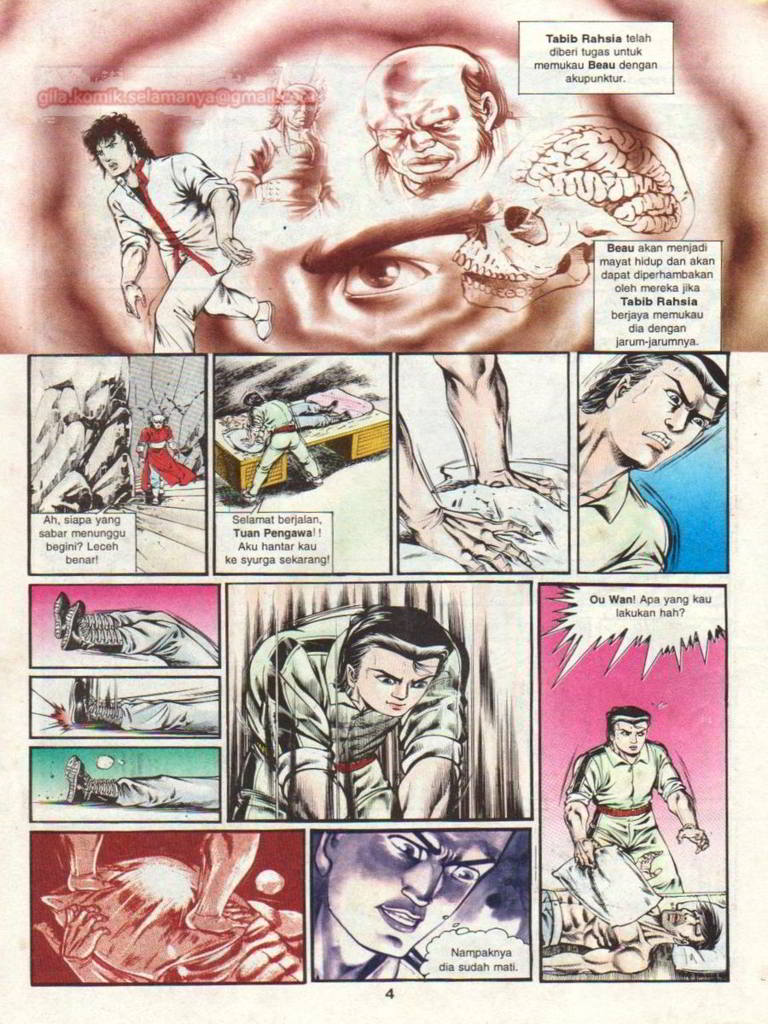 Tabib Rahsia telah
diberi tugas untuk
memukau Beau dengan
akupunktur.
gila.komik.selamanya@gmail.com
Beau akan menjadi
mayat hidup dan akan
dapat diperhambakan
oleh mereka jika
Tabib Rahsia
berjaya memukau
dia dengan
jarum-jarumnya.
Ah, siapa yang
sabar menunggu
begini? Leceh
benar!
Selamat berjalan,
Tuan Pengawa!!
Aku hantar kau
ke syurga sekarang!
Ou Wan! Apa yang kau
lakukan hah?
Nampaknya
dia sudah mati.
4